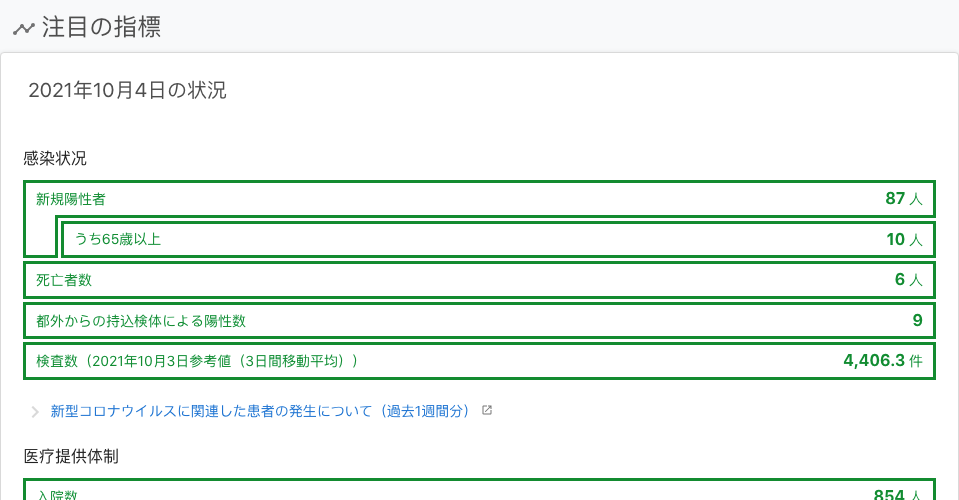 注目の指標
2021年10月4日の状況
感染状況
新規陽性者 87 人
うち65歳以上 10 人
死亡者数 6 人
都外からの持込検体による陽性数 9
検査数（2021年10月3日参考値（3日間移動平均）） 4,406.3 件
新型コロナウイルスに関連した患者の発生について（過去1週間分）
医療提供体制
入院数 854 人